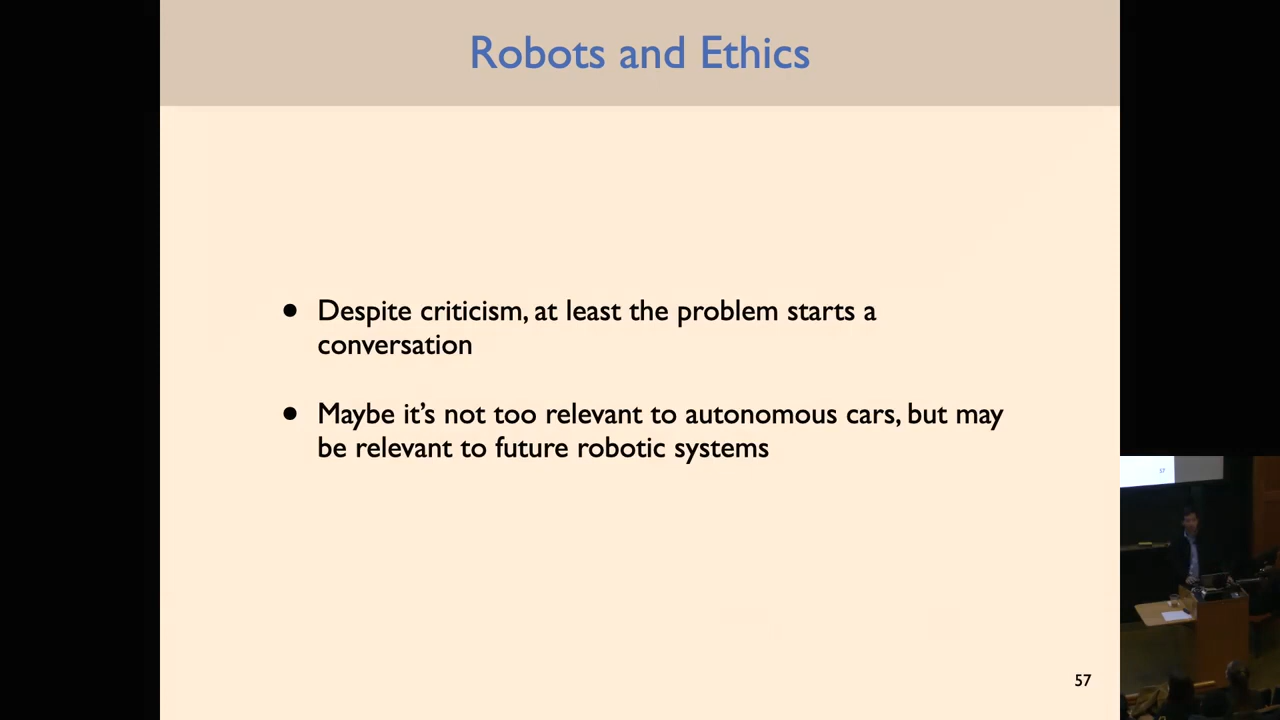 Robots and Ethics
● Despite criticism, at least the problem starts a
conversation
● Maybe it's not too relevant to autonomous cars, but may
be relevant to future robotic systems
57
57